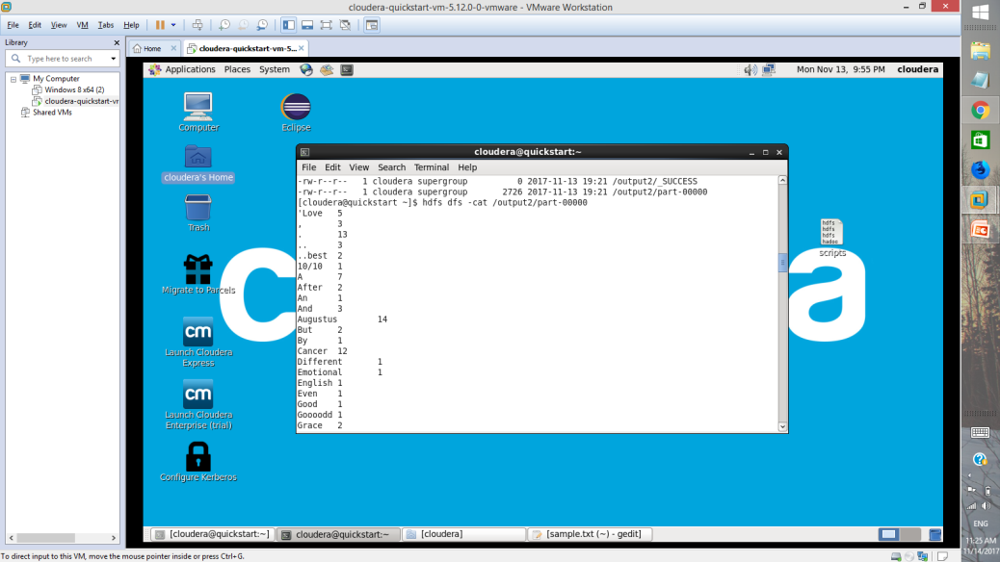 cloudera-quickstart-vm-5.12.0-0-vmware - VMware Workstation
File Edit View VM Tabs Help
Library
Type here to search
My Computer
Windows 8 x64 (2)
cloudera-quickstart-vr
Shared VMs
Home
cloudera-quickstart-vm-5...
Applications Places System
Mon Nov 13, 9:55 PM cloudera
Computer
Eclipse
cloudera's Home
Trash
Migrate to Parcels
cm
Launch Cloudera
Express
cm
Launch Cloudera
Enterprise (trial)
Configure Kerberos
c a
cloudera@quickstart:~
File Edit View Search Terminal Help
-rw-r--r-- 1 cloudera supergroup 0 2017-11-13 19:21 /output2/_SUCCESS
-rw-r--r-- 1 cloudera supergroup 2726 2017-11-13 19:21 /output2/part-00000
[cloudera@quickstart ~]$ hdfs dfs -cat /output2/part-00000
'Love 5
, 3
. 13
.. 3
..best 2
10/10 1
A 7
After 2
An 1
And 3
Augustus 14
But 2
By 1
Cancer 12
Different 1
Emotional 1
English 1
Even 1
Good 1
Goooodd 1
Grace 2
hdfs
hdfs
hdfs
hadoo
scripts
[cloudera@quickstart:~]
cloudera@quickstart:~
[cloudera]
[sample.txt (~) - gedit]
ENG
11:25 AM
11/14/2017
To direct input to this VM, move the mouse pointer inside or press Ctrl+G.